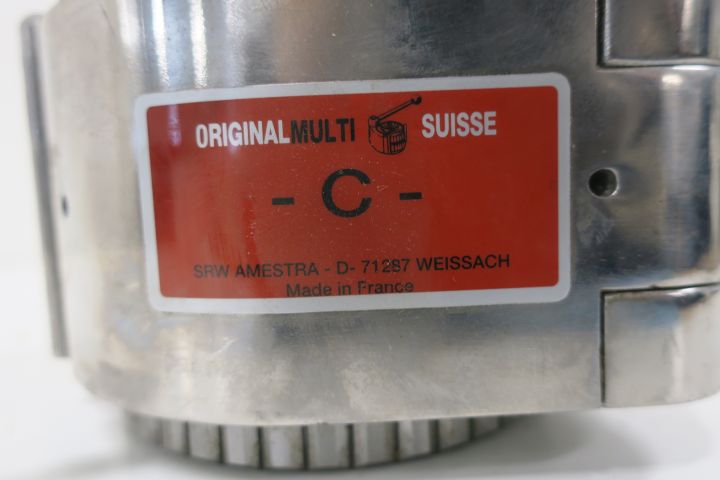 ORIGINALMULTI SUISSE
- C -
SRW AMESTRA - D- 71287 WEISSACH
Made in France